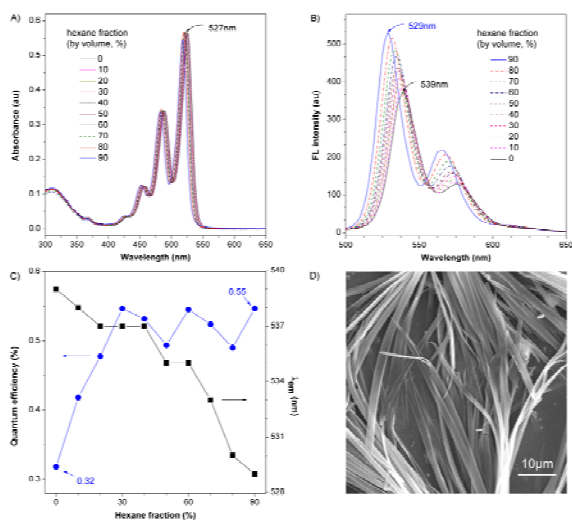 A)
527nm
hexane fraction
(by volume, %)
0
10
20
30
40
50
60
70
80
90
Absorbance (au)
0.6
0.5
0.4
0.3
0.2
0.1
0.0
300 350 400 450 500 550 600 650
Wavelength (nm)
B)
529nm
539nm
hexane fraction
(by volume, %)
90
80
70
60
50
40
30
20
10
0
FL intensity (au)
500
400
300
200
100
0
500 550 600 650
Wavelength (nm)
C)
0.55
0.32
Quantum efficiency (%)
0.6
0.5
0.4
0.3
540
537
534
531
528
λem (nm)
0 20 40 60 80
Hexane fraction (%)
D)
10μm